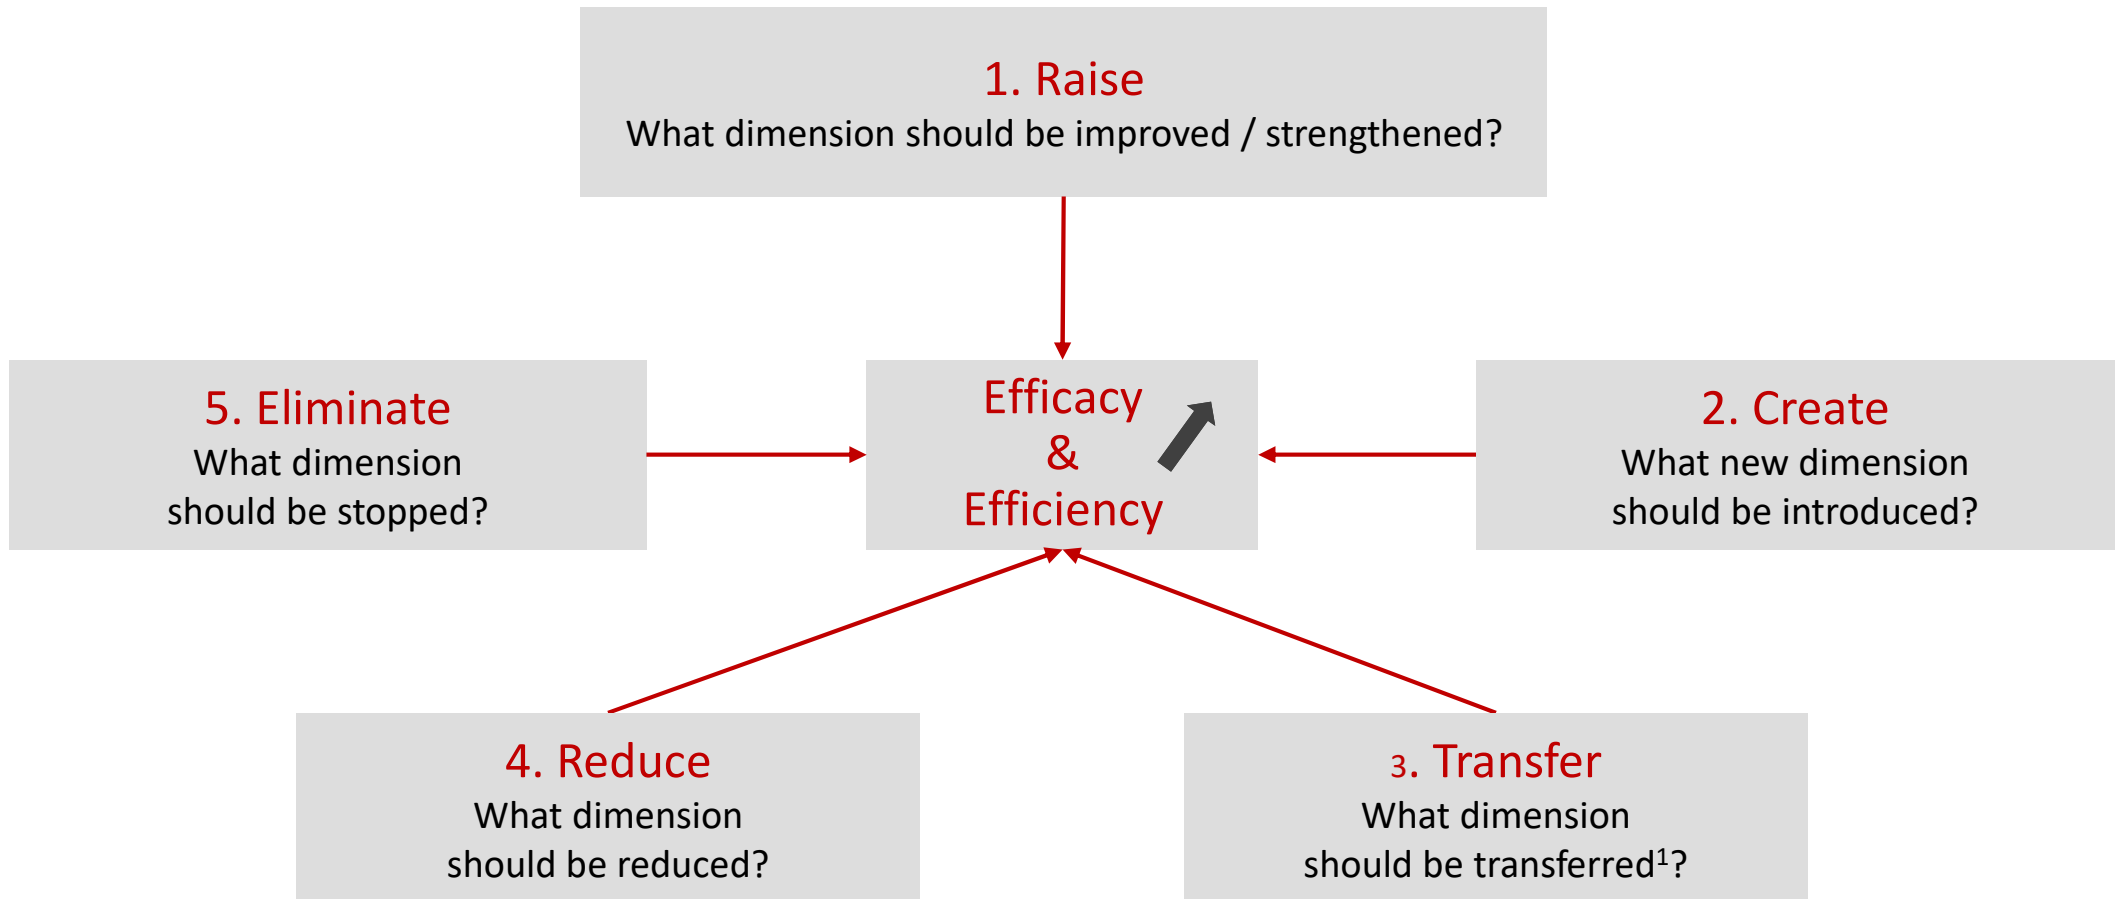 1. Raise
What dimension should be improved / strengthened?
5. Eliminate
What dimension
should be stopped?
Efficacy
&
Efficiency
2. Create
What new dimension
should be introduced?
4. Reduce
What dimension
should be reduced?
3. Transfer
What dimension
should be transferred¹?